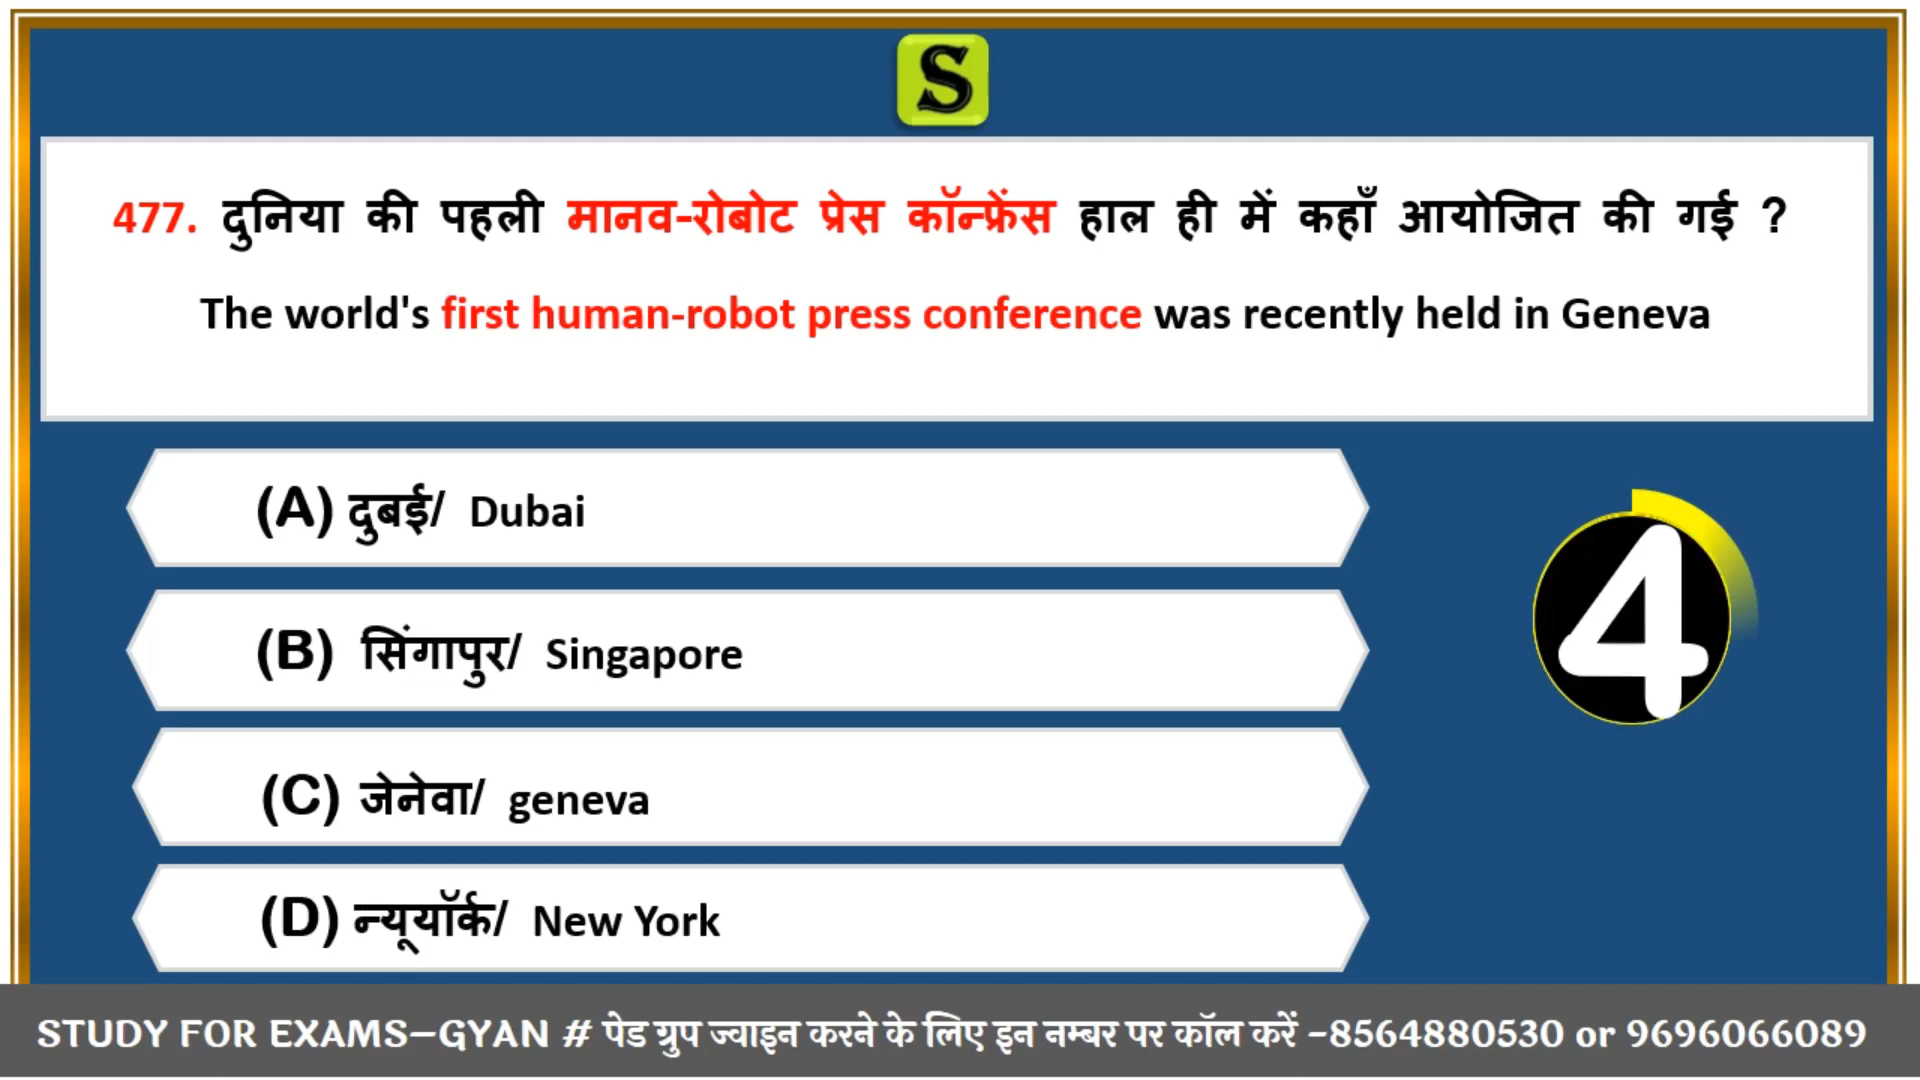 S
477. दुनिया की पहली मानव-रोबोट प्रेस कॉन्फ्रेंस हाल ही में कहाँ आयोजित की गई ?
The world's first human-robot press conference was recently held in Geneva
(A) दुबई/ Dubai
(B) सिंगापुर/ Singapore
4
(C) जेनेवा/ geneva
(D) न्यूयॉर्क/ New York
STUDY FOR EXAMS–GYAN # पेड ग्रुप ज्वाइन करने के लिए इन नम्बर पर कॉल करें –8564880530 or 9696066089